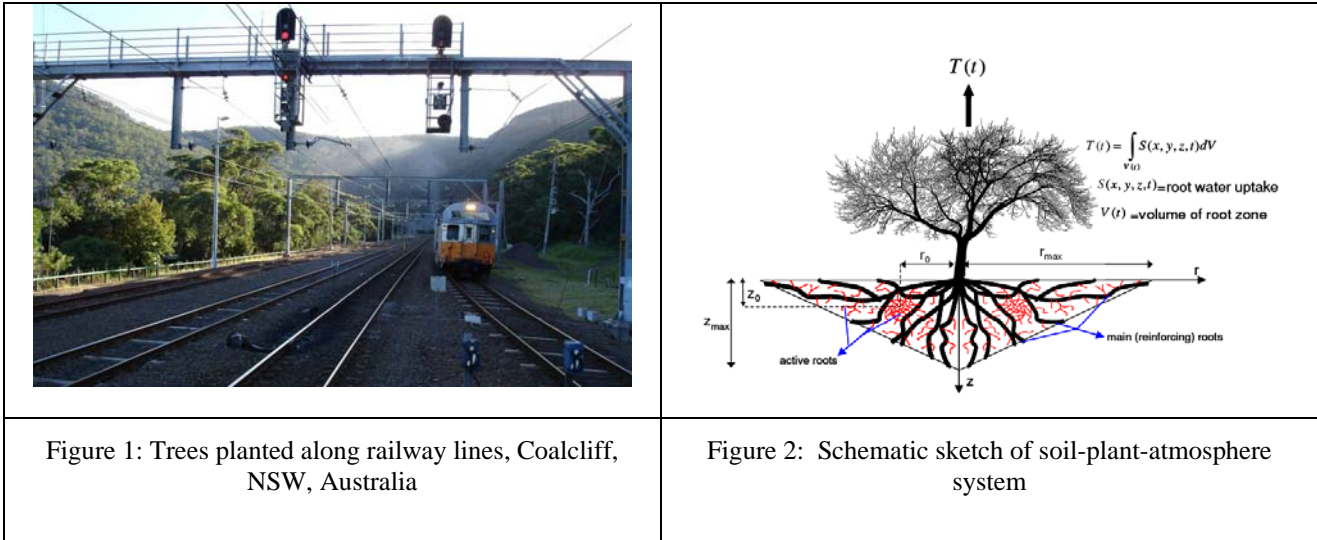 T(t)
T(t) = ∫V(t) S(x, y, z, t)dV
S(x, y, z, t)=root water uptake
V(t) =volume of root zone
r0
rmax
r
z0
zmax
main (reinforcing) roots
active roots
z
Figure 1: Trees planted along railway lines, Coalcliff,
NSW, Australia
Figure 2: Schematic sketch of soil-plant-atmosphere
system